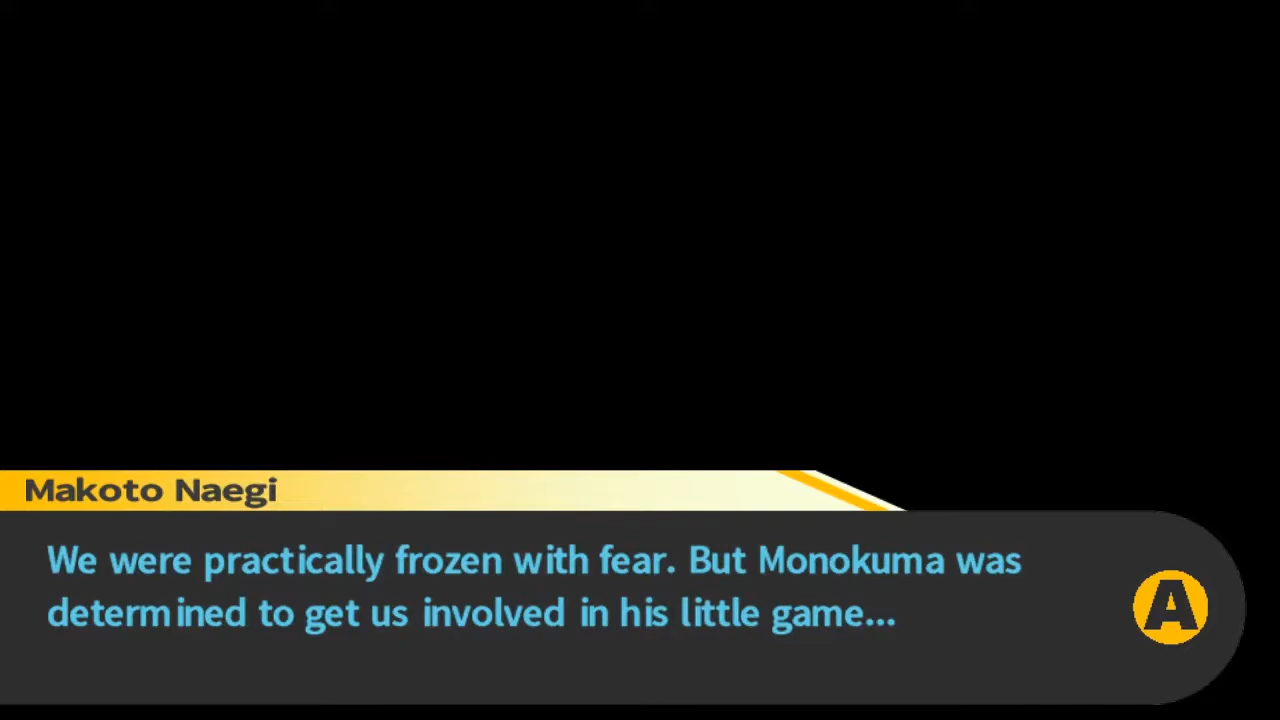 Makoto Naegi
We were practically frozen with fear. But Monokuma was
determined to get us involved in his little game...
A